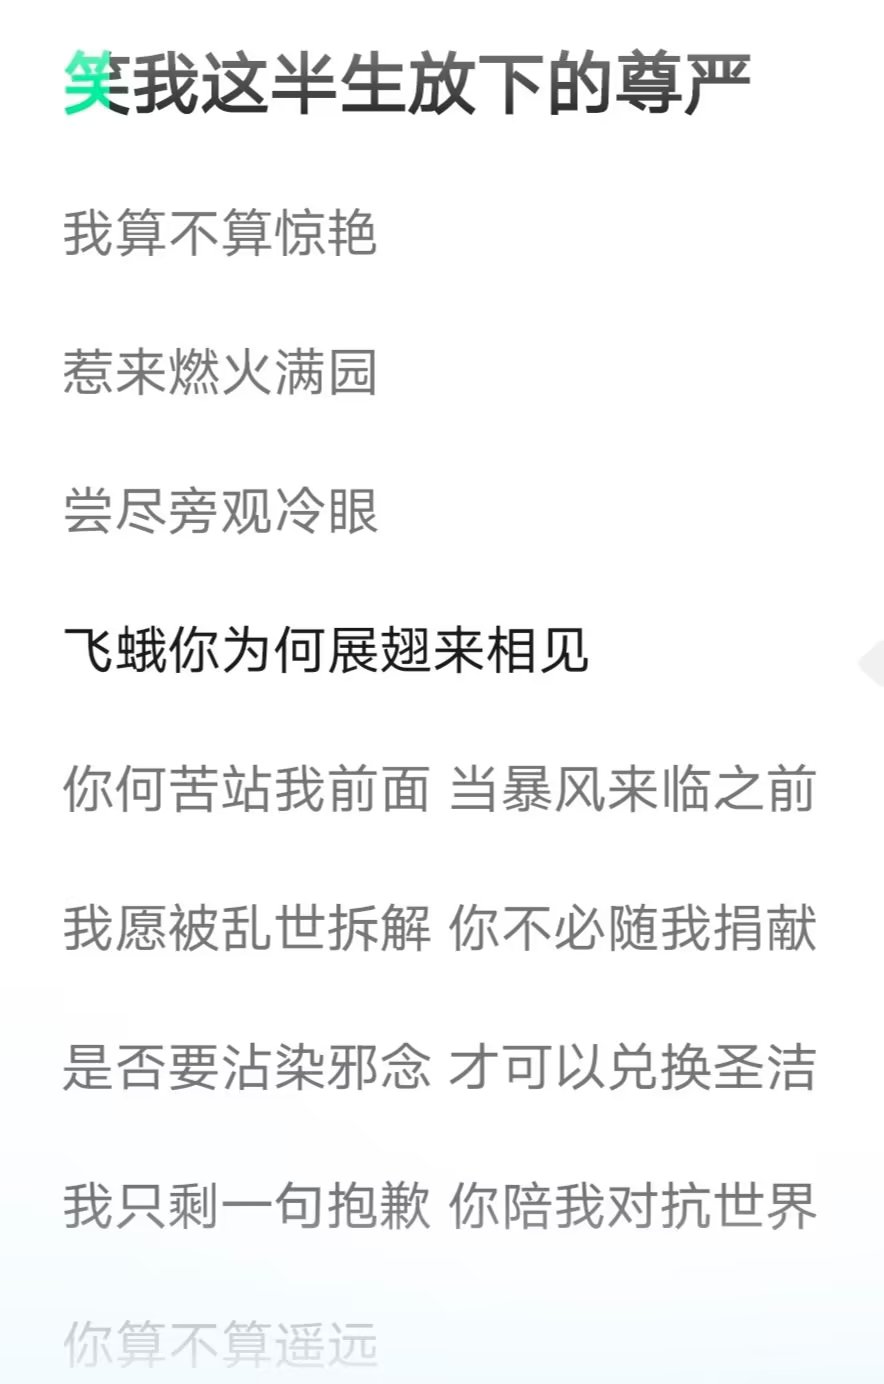 笑我这半生放下的尊严
我算不算惊艳
惹来燃火满园
尝尽旁观冷眼
飞蛾你为何展翅来相见
你何苦站我前面 当暴风来临之前
我愿被乱世拆解 你不必随我捐献
是否要沾染邪念 才可以兑换圣洁
我只剩一句抱歉 你陪我对抗世界
你算不算遥远